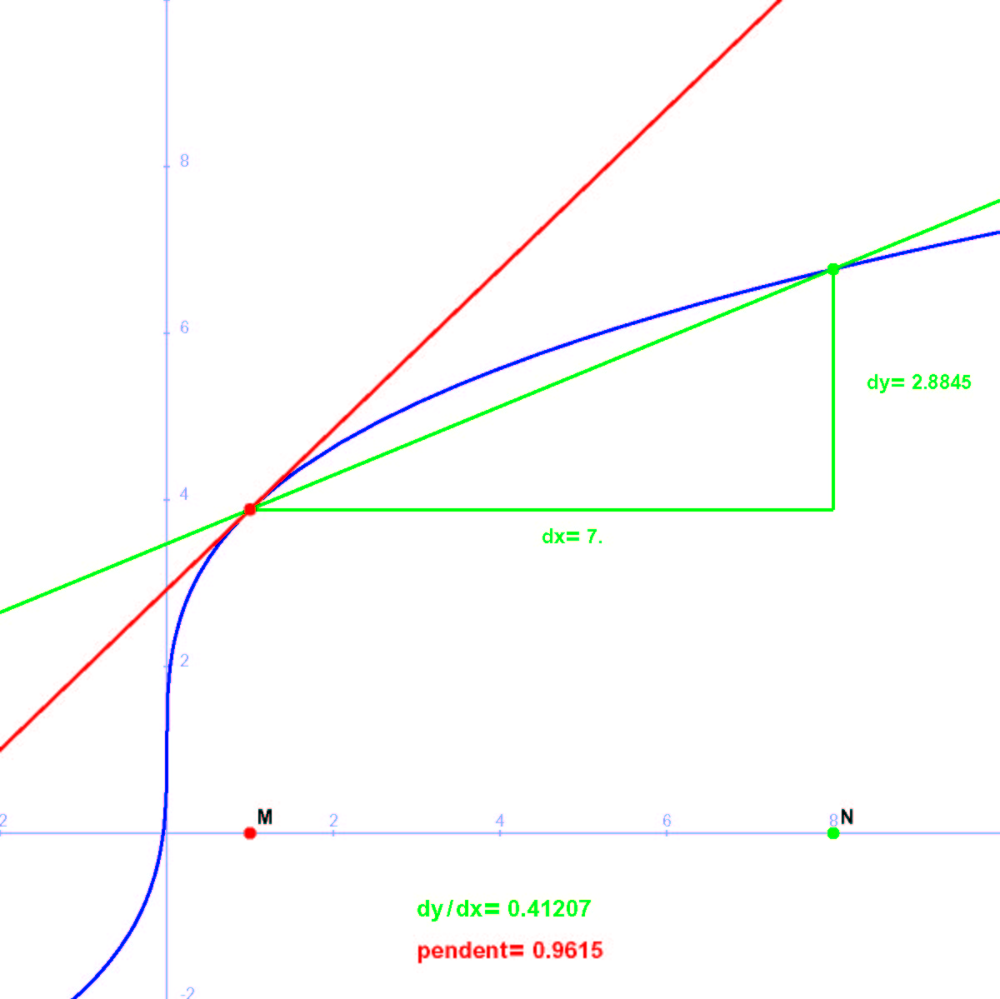 8
6
dy= 2.8845
4
dx= 7.
2
2 M 2 4 6 8 N
dy/dx= 0.41207
pendent= 0.9615
-2